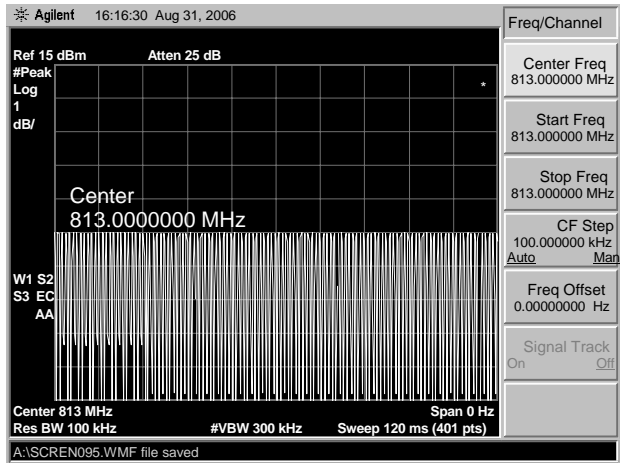 Agilent 16:16:30 Aug 31, 2006
Freq/Channel
Ref 15 dBm Atten 25 dB
#Peak
Log
1
dB/
*
Center
813.0000000 MHz
W1 S2
S3 EC
AA
Center 813 MHz Span 0 Hz
Res BW 100 kHz #VBW 300 kHz Sweep 120 ms (401 pts)
A:\SCREN095.WMF file saved
Center Freq
813.000000 MHz
Start Freq
813.000000 MHz
Stop Freq
813.000000 MHz
CF Step
100.000000 kHz
Auto Man
Freq Offset
0.00000000 Hz
Signal Track
On Off